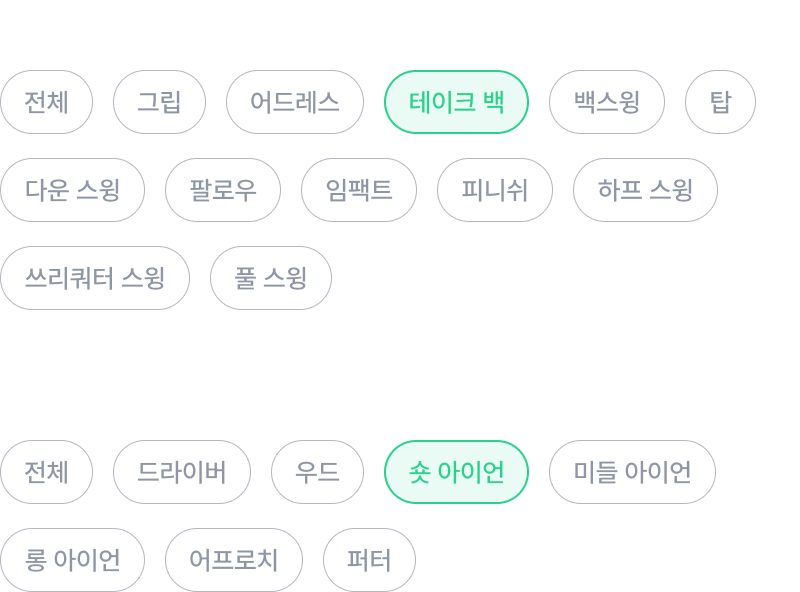 전체 그립 어드레스 테이크 백 백스윙 탑
다운 스윙 팔로우 임팩트 피니쉬 하프 스윙
쓰리쿼터 스윙 풀 스윙
전체 드라이버 우드 숏 아이언 미들 아이언
롱 아이언 어프로치 퍼터